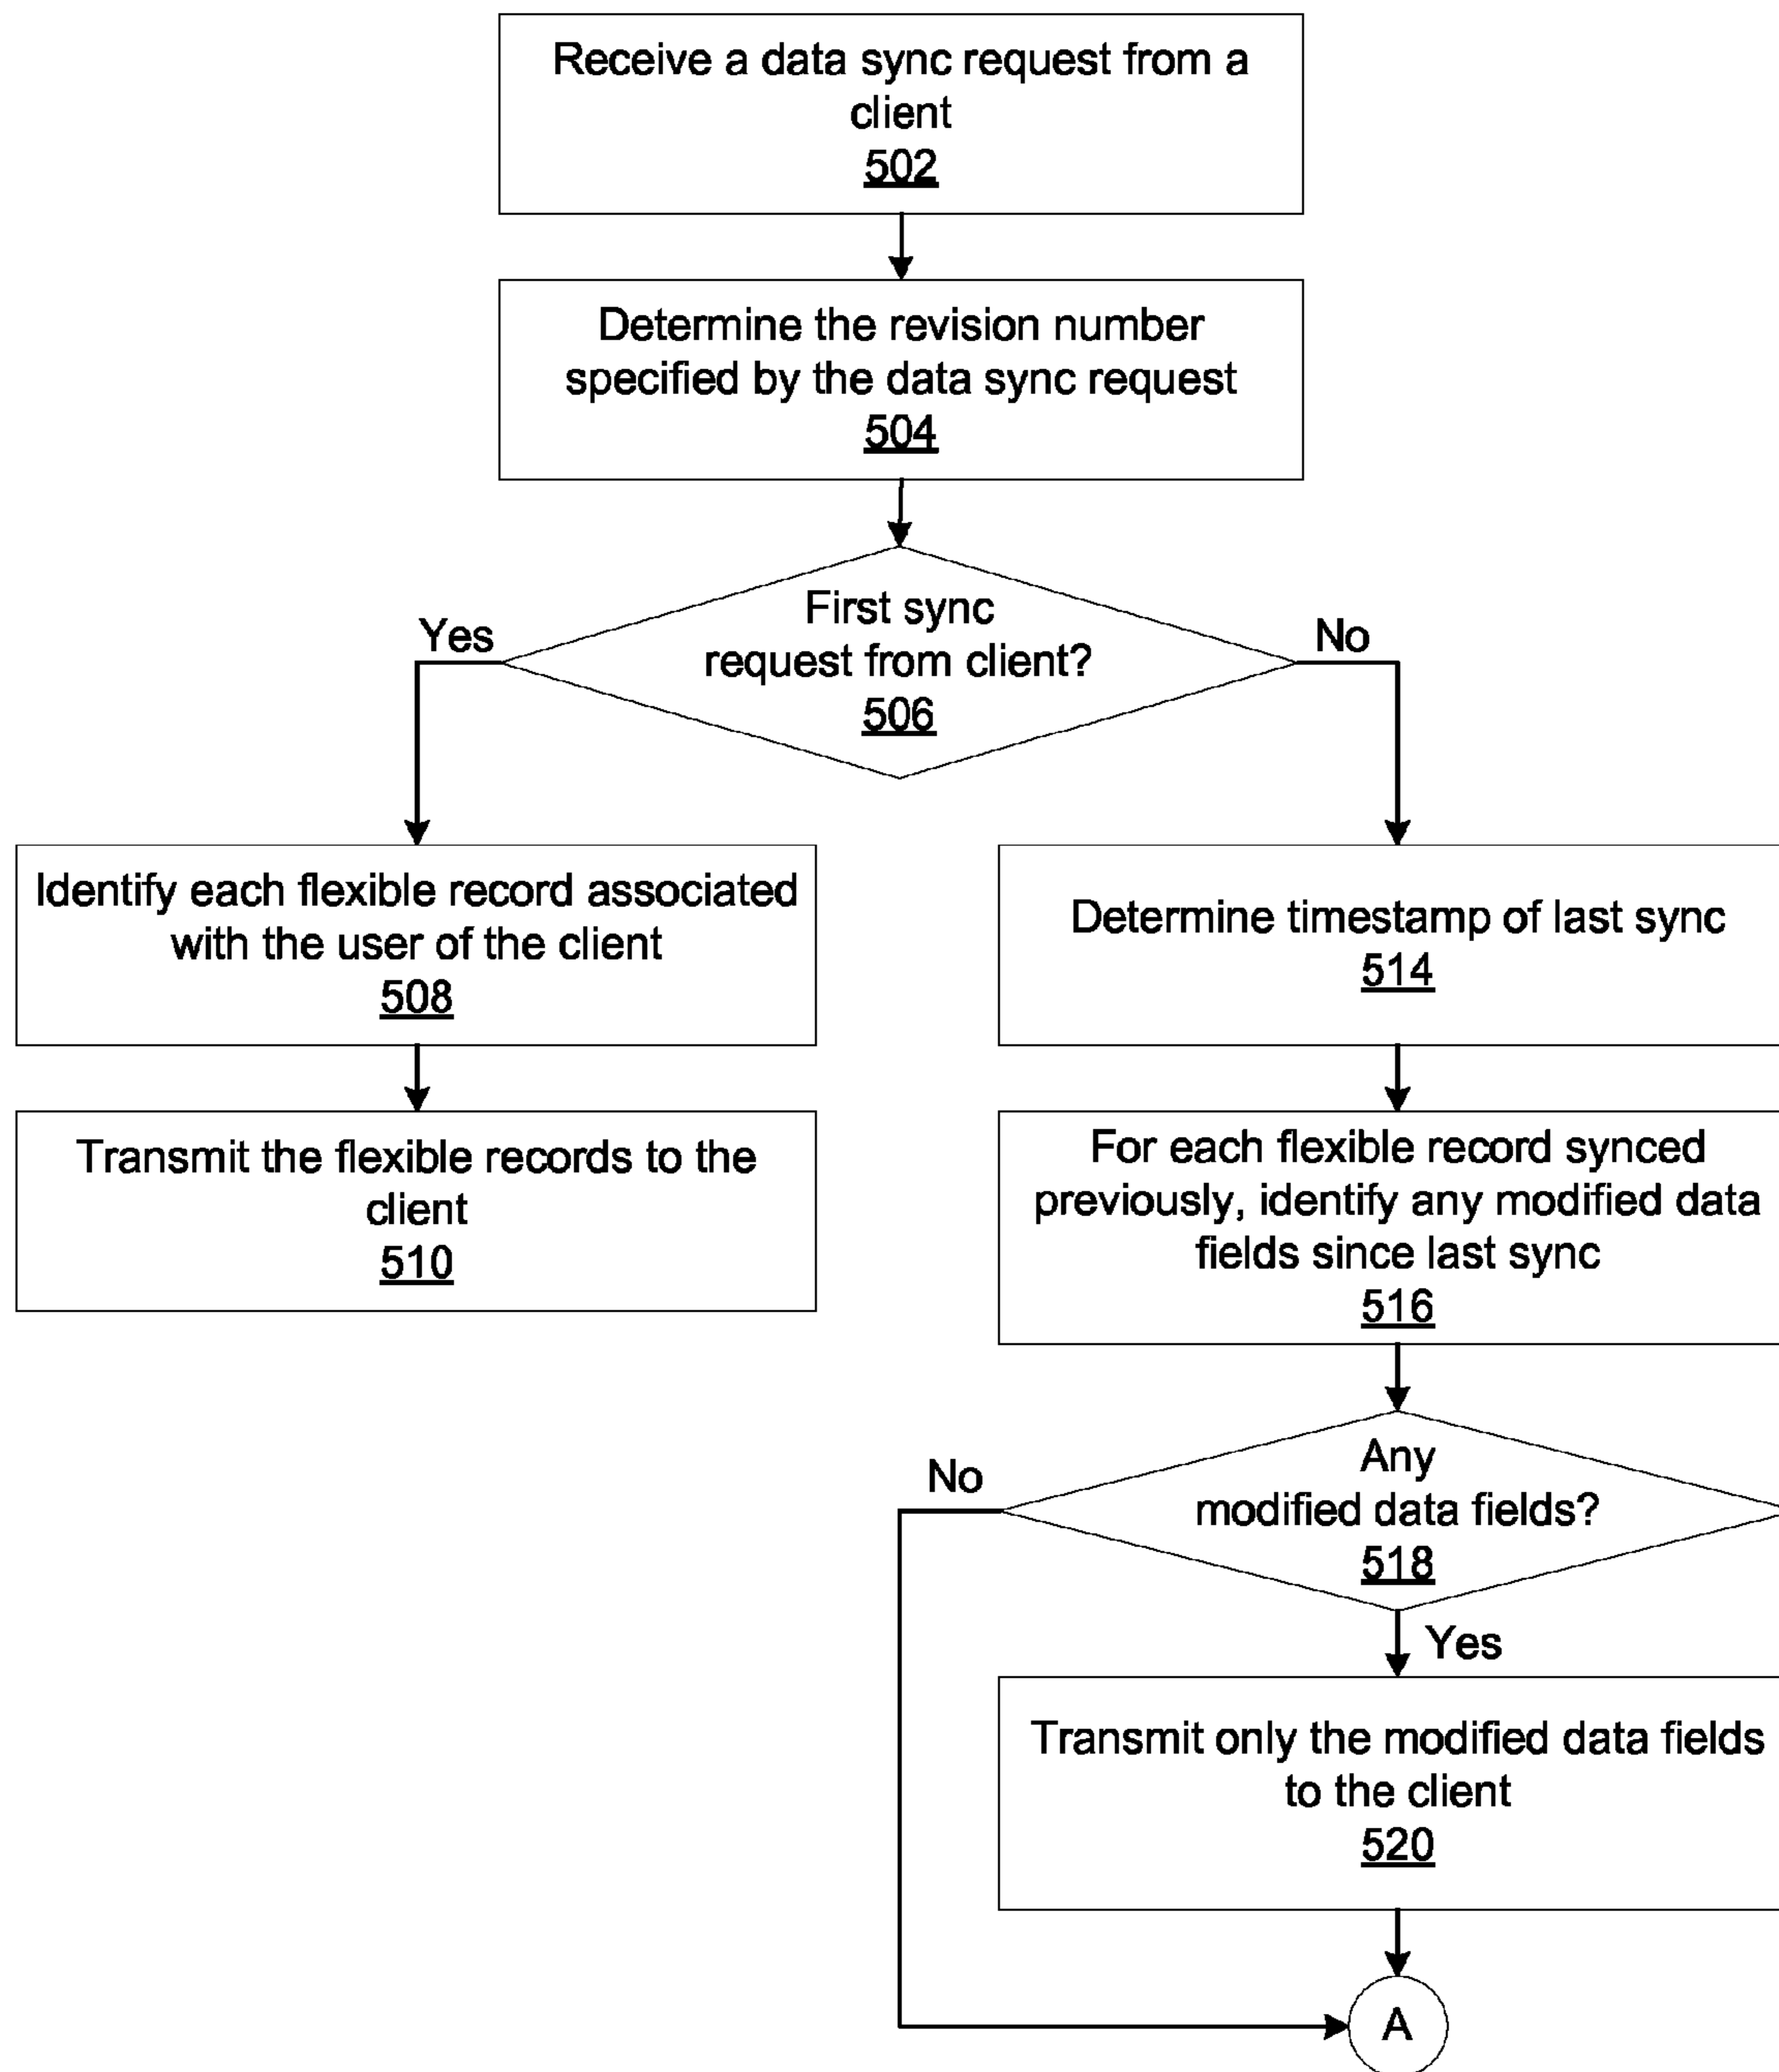 Receive a data sync request from a
client
502
Determine the revision number
specified by the data sync request
504
First sync
request from client?
506
Yes
No
Identify each flexible record associated
with the user of the client
508
Transmit the flexible records to the
client
510
Determine timestamp of last sync
514
For each flexible record synced
previously, identify any modified data
fields since last sync
516
Any
modified data fields?
518
No
Yes
Transmit only the modified data fields
to the client
520
A